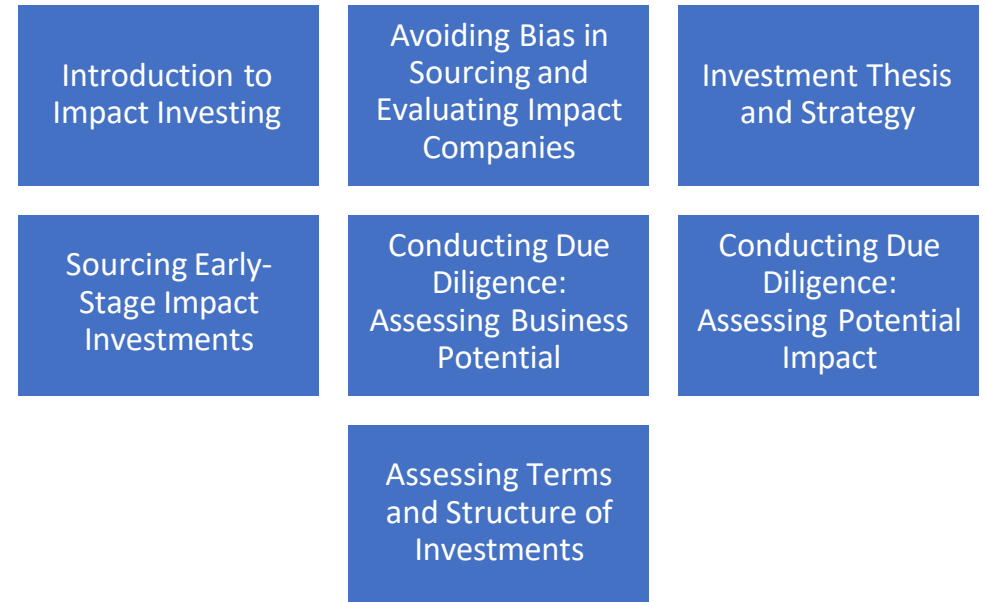 Introduction to
Impact Investing
Avoiding Bias in
Sourcing and
Evaluating Impact
Companies
Investment Thesis
and Strategy
Sourcing Early-
Stage Impact
Investments
Conducting Due
Diligence:
Assessing Business
Potential
Conducting Due
Diligence:
Assessing Potential
Impact
Assessing Terms
and Structure of
Investments